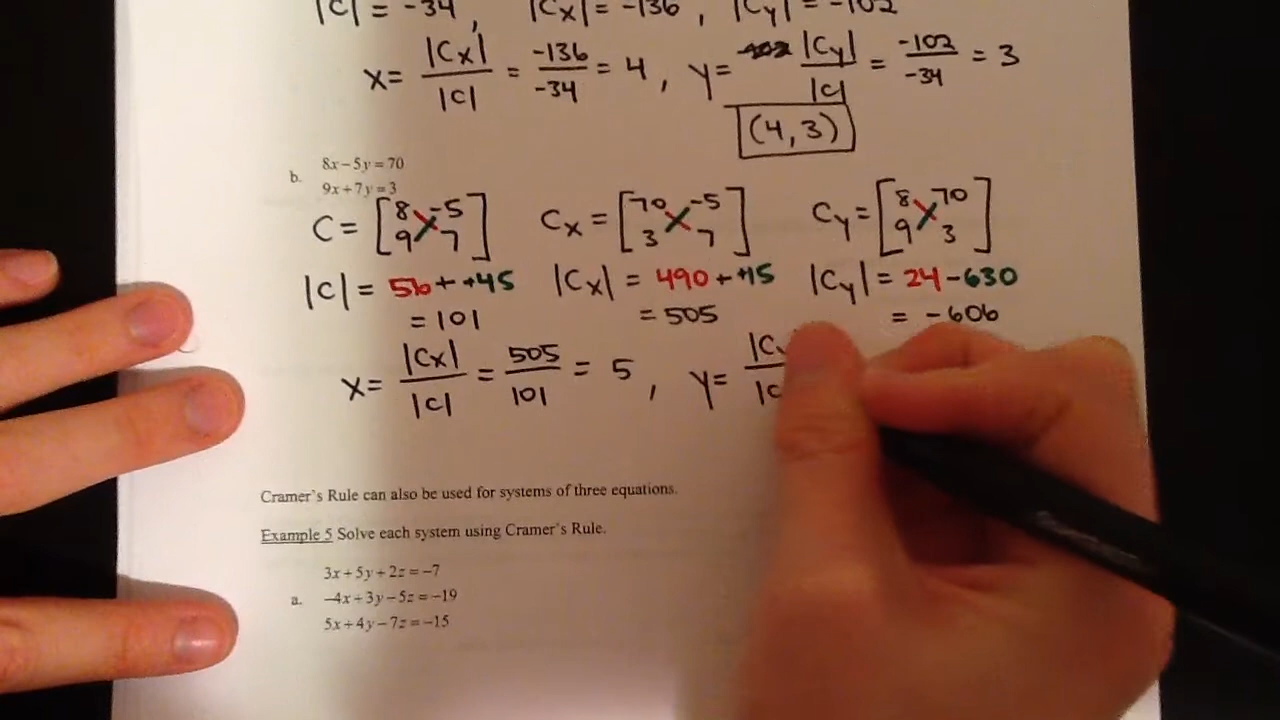 |C| = -34, |Cx| = -136, |Cy| = -102
x = |Cx| / |C| = -136 / -34 = 4, y = |Cy| / |C| = -102 / -34 = 3
(4,3)
b. 8x - 5y = 70
9x + 7y = 3
C = [8 -5 9 7] Cx = [70 -5 3 7] Cy = [8 70 9 3]
|C| = 56 + +45 |Cx| = 490 + +15 |Cy| = 24 - 630
= 101 = 505 = -606
x = |Cx| / |C| = 505 / 101 = 5, y =
Cramer's Rule can also be used for systems of three equations.
Example 5 Solve each system using Cramer's Rule.
3x + 5y + 2z = -7
a. -4x + 3y - 5z = -19
5x + 4y - 7z = -15